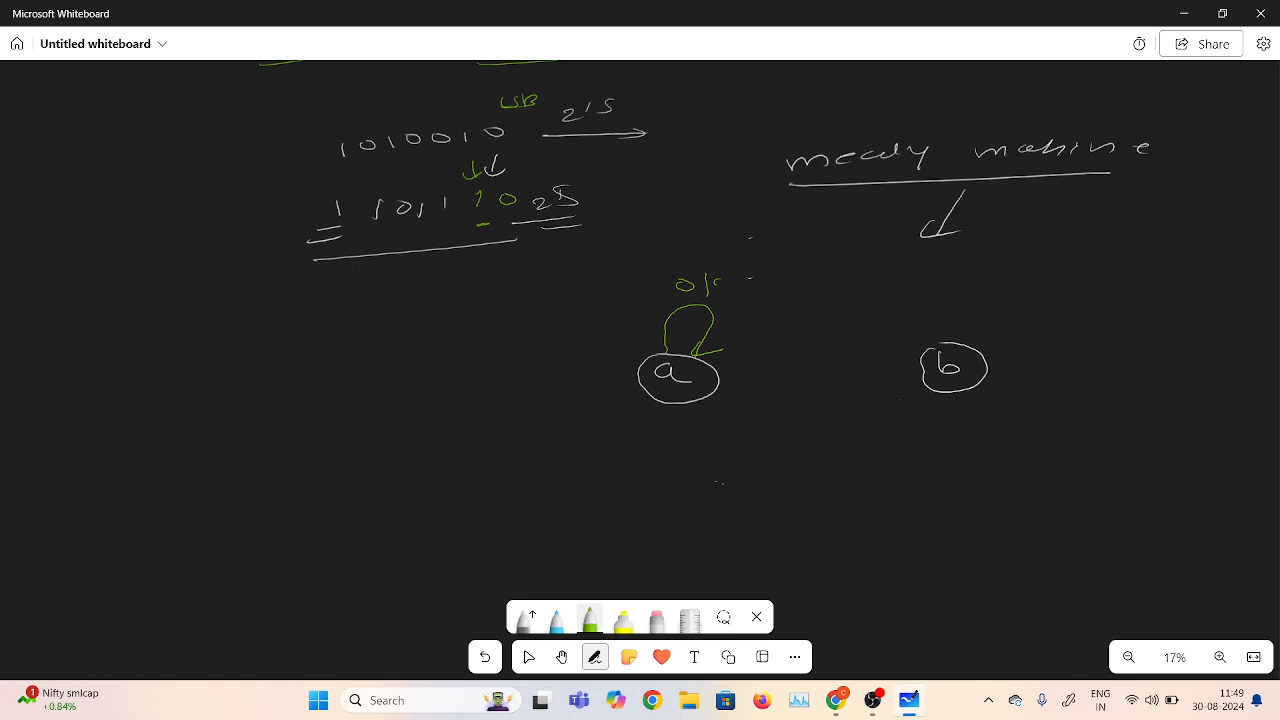 Microsoft Whiteboard
Untitled whiteboard
Share
LSB
2's
1010010
mealy machine
1 1011 10 2's
0/
a
b
17%
1
Nifty smlcap
+0.84%
Search
ENG
IN
11:49
30-08-2024